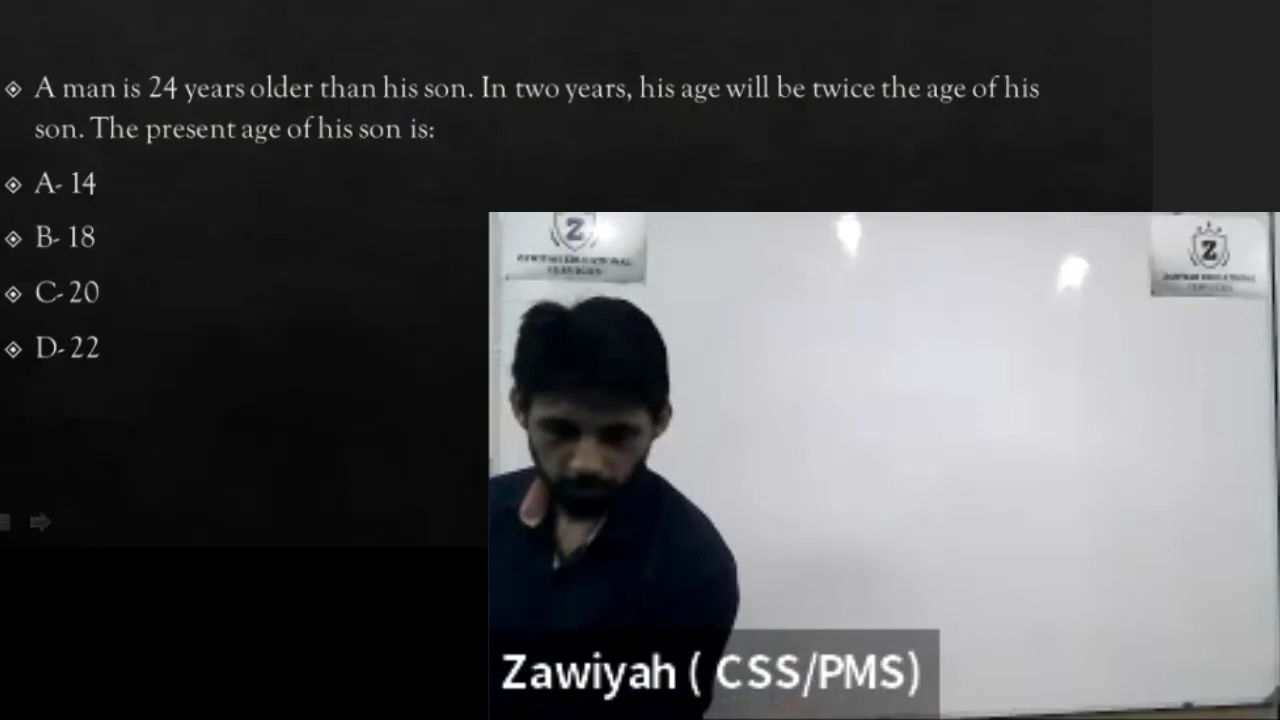 A man is 24 years older than his son. In two years, his age will be twice the age of his
son. The present age of his son is:
A- 14
B- 18
C- 20
D- 22
Z
Z
Zawiyah ( CSS/PMS)